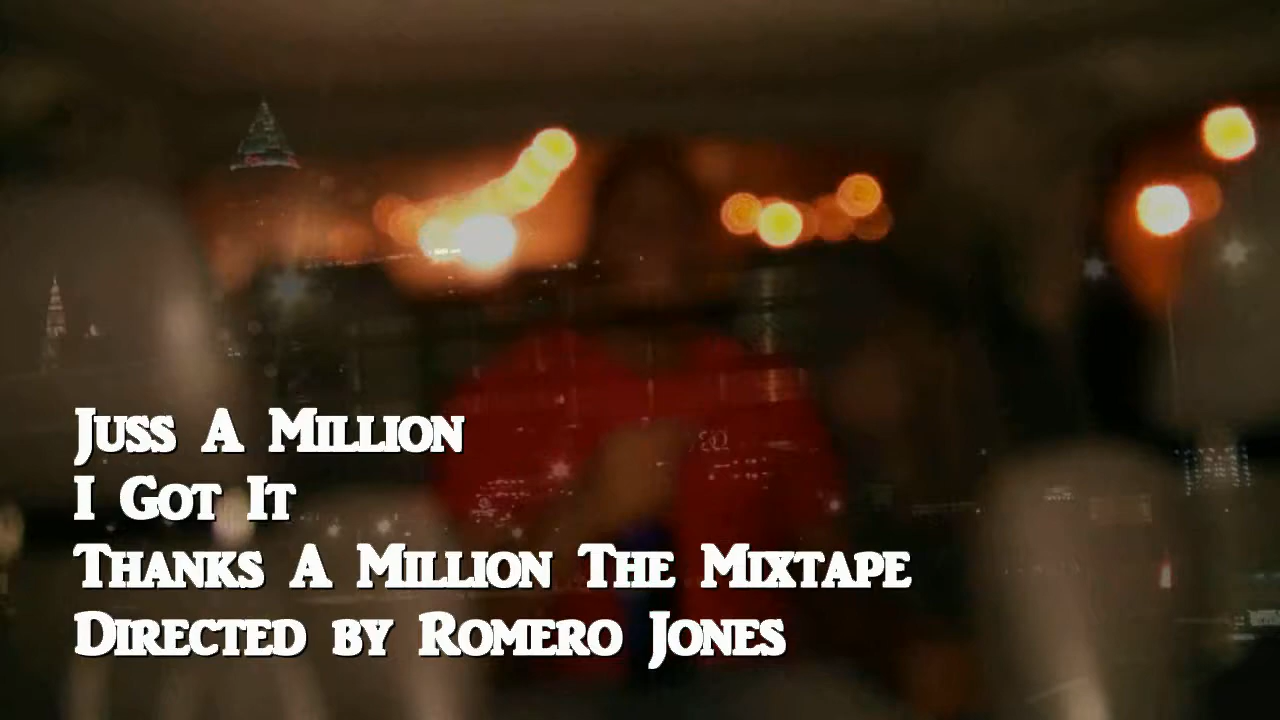 Juss A Million
I Got It
Thanks A Million The Mixtape
Directed by Romero Jones